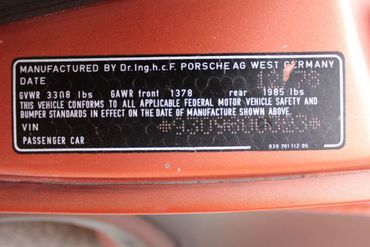 MANUFACTURED BY Dr.Ing.h.c.F. PORSCHE AG WEST GERMANY
DATE
GVWR 3308 lbs GAWR front 1378 rear 1985 lbs
THIS VEHICLE CONFORMS TO ALL APPLICABLE FEDERAL MOTOR VEHICLE SAFETY AND
BUMPER STANDARDS IN EFFECT ON THE DATE OF MANUFACTURE SHOWN ABOVE.
VIN
PASSENGER CAR
930 701 112 05